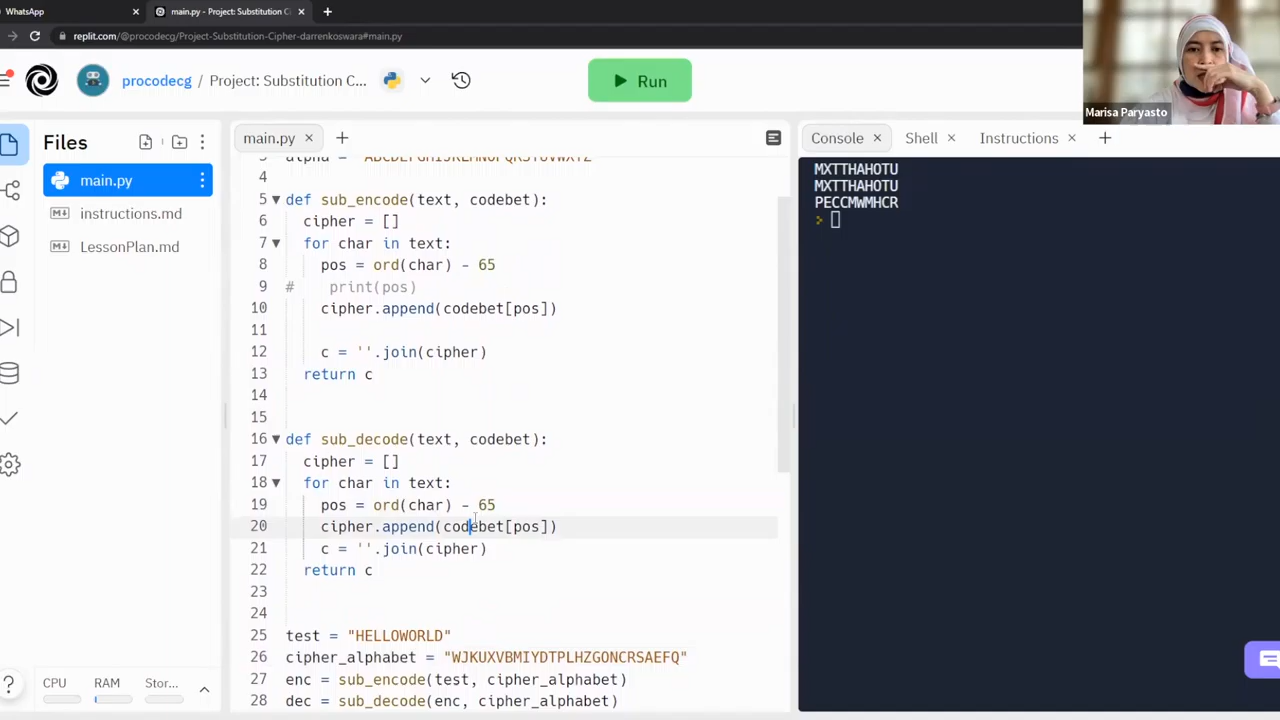 WhatsApp
main.py - Project: Substitution Ci
replit.com/@procodecg/Project-Substitution-Cipher-darrenkoswara#main.py
procodecg / Project: Substitution C...
Run
Marisa Paryasto
Files
main.py
instructions.md
LessonPlan.md
CPU RAM Stor...
main.py
alpha = "ABCDEFGHIJKLMNOPQRSTUVWXYZ"
4
5 def sub_encode(text, codebet):
6 cipher = []
7 for char in text:
8 pos = ord(char) - 65
9 # print(pos)
10 cipher.append(codebet[pos])
11
12 c = ''.join(cipher)
13 return c
14
15
16 def sub_decode(text, codebet):
17 cipher = []
18 for char in text:
19 pos = ord(char) - 65
20 cipher.append(codebet[pos])
21 c = ''.join(cipher)
22 return c
23
24
25 test = "HELLOWORLD"
26 cipher_alphabet = "WJKUXVBMIYDTPLHZGONCRSAEFQ"
27 enc = sub_encode(test, cipher_alphabet)
28 dec = sub_decode(enc, cipher_alphabet)
Console Shell Instructions
MXTTHAHOTU
MXTTHAHOTU
PECCMWMHCR
>